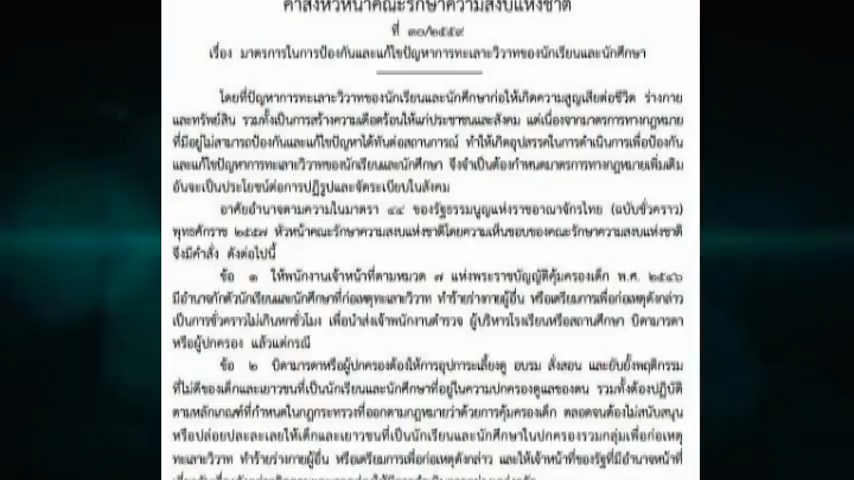 คำสั่งหัวหน้าคณะรักษาความสงบแห่งชาติ
ที่ ๓๐/๒๕๕๙
เรื่อง มาตรการในการป้องกันและแก้ไขปัญหาการทะเลาะวิวาทของนักเรียนและนักศึกษา
โดยที่ปัญหาการทะเลาะวิวาทของนักเรียนและนักศึกษาก่อให้เกิดความสูญเสียต่อชีวิต ร่างกาย
และทรัพย์สิน รวมทั้งเป็นการสร้างความเดือดร้อนให้แก่ประชาชนและสังคม แต่เนื่องจากมาตรการทางกฎหมาย
ที่มีอยู่ไม่สามารถป้องกันและแก้ไขปัญหาได้ทันต่อสถานการณ์ ทำให้เกิดอุปสรรคในการดำเนินการเพื่อป้องกัน
และแก้ไขปัญหาการทะเลาะวิวาทของนักเรียนและนักศึกษา จึงจำเป็นต้องกำหนดมาตรการทางกฎหมายเพิ่มเติม
อันจะเป็นประโยชน์ต่อการปฏิรูปและจัดระเบียบในสังคม
อาศัยอำนาจตามความในมาตรา ๔๔ ของรัฐธรรมนูญแห่งราชอาณาจักรไทย (ฉบับชั่วคราว)
พุทธศักราช ๒๕๕๗ หัวหน้าคณะรักษาความสงบแห่งชาติโดยความเห็นชอบของคณะรักษาความสงบแห่งชาติ
จึงมีคำสั่ง ดังต่อไปนี้
ข้อ ๑ ให้พนักงานเจ้าหน้าที่ตามหมวด ๗ แห่งพระราชบัญญัติคุ้มครองเด็ก พ.ศ. ๒๕๔๖
มีอำนาจกักตัวนักเรียนและนักศึกษาที่ก่อเหตุทะเลาะวิวาท ทำร้ายร่างกายผู้อื่น หรือเตรียมการเพื่อก่อเหตุดังกล่าว
เป็นการชั่วคราวไม่เกินหกชั่วโมง เพื่อนำส่งเจ้าพนักงานตำรวจ ผู้บริหารโรงเรียนหรือสถานศึกษา บิดามารดา
หรือผู้ปกครอง แล้วแต่กรณี
ข้อ ๒ บิดามารดาหรือผู้ปกครองต้องให้การอุปการะเลี้ยงดู อบรม สั่งสอน และยับยั้งพฤติกรรม
ที่ไม่ดีของเด็กและเยาวชนที่เป็นนักเรียนและนักศึกษาที่อยู่ในความปกครองดูแลของตน รวมทั้งต้องปฏิบัติ
ตามหลักเกณฑ์ที่กำหนดในกฎกระทรวงที่ออกตามกฎหมายว่าด้วยการคุ้มครองเด็ก ตลอดจนต้องไม่สนับสนุน
หรือปล่อยปละละเลยให้เด็กและเยาวชนที่เป็นนักเรียนและนักศึกษาในปกครองรวมกลุ่มเพื่อก่อเหตุ
ทะเลาะวิวาท ทำร้ายร่างกายผู้อื่น หรือเตรียมการเพื่อก่อเหตุดังกล่าว และให้เจ้าหน้าที่ของรัฐที่มีอำนาจหน้าที่